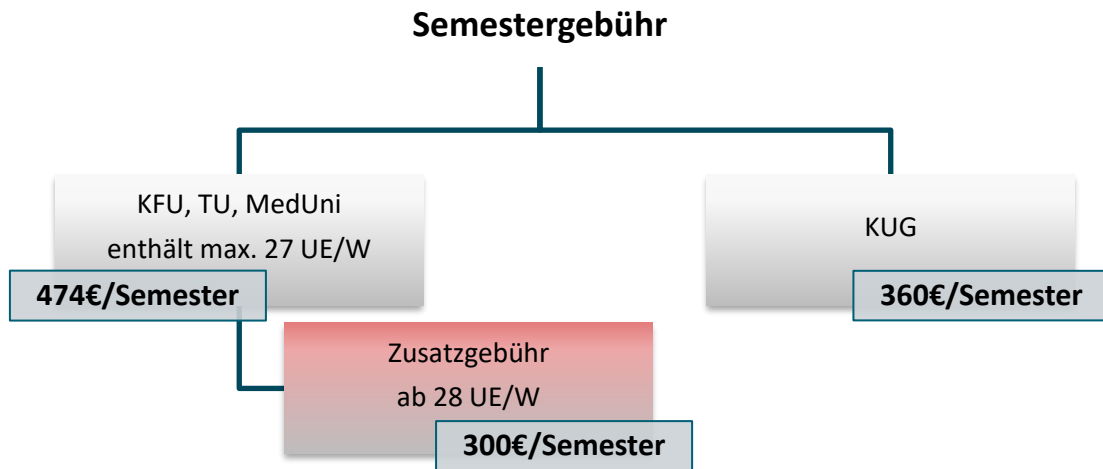 Semestergebühr
KFU, TU, MedUni
enthält max. 27 UE/W
474€/Semester
KUG
360€/Semester
Zusatzgebühr
ab 28 UE/W
300€/Semester